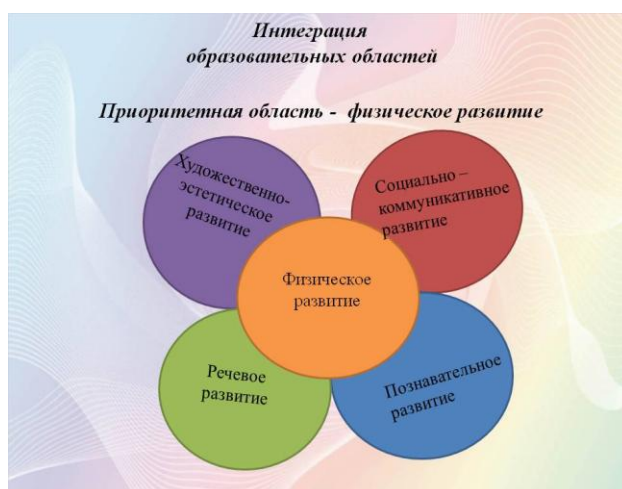 Интеграция
образовательных областей
Приоритетная область - физическое развитие
Художественно-
эстетическое
развитие
Социально –
коммуникативное
развитие
Физическое
развитие
Речевое
развитие
Познавательное
развитие